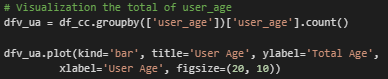 # Visualization the total of user_age
dfv_ua = df_cc.groupby(['user_age'])['user_age'].count()
dfv_ua.plot(kind='bar', title='User Age', ylabel='Total Age',
xlabel='User Age', figsize=(20, 10))